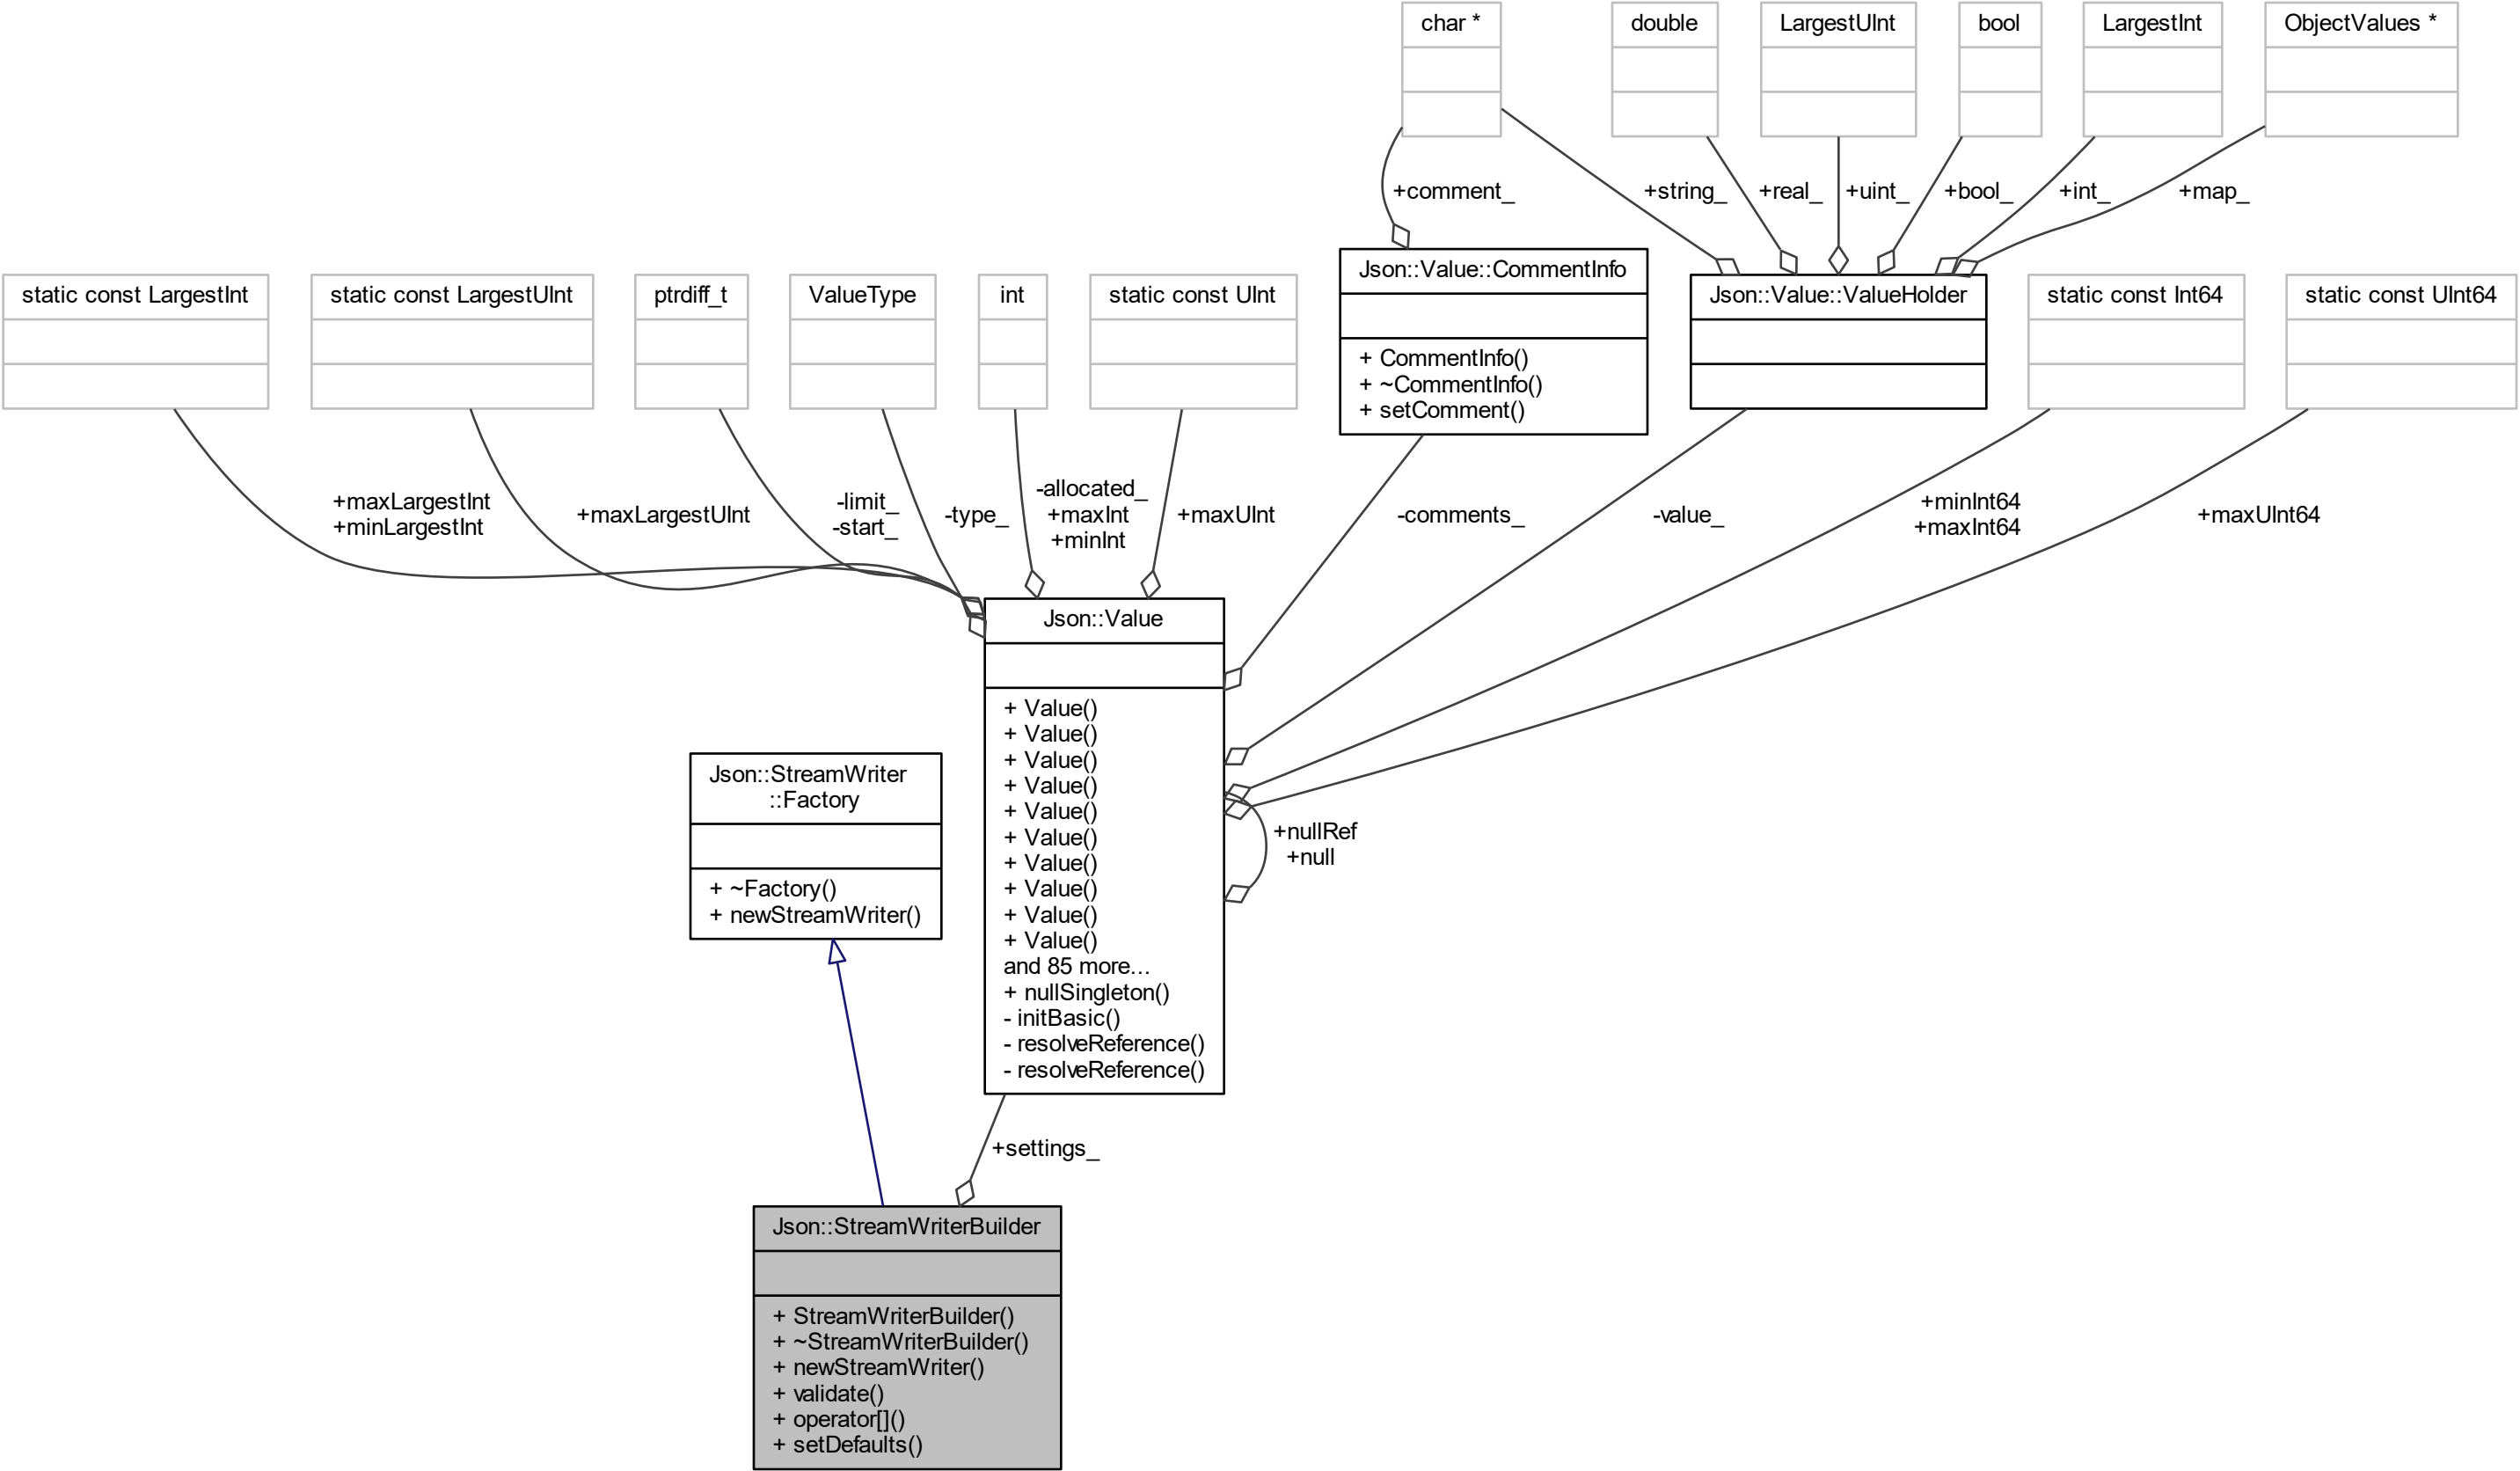 char *
double
LargestUInt
bool
LargestInt
ObjectValues *
+comment_
+string_
+real_
+uint_
+bool_
+int_
+map_
static const LargestInt
static const LargestUInt
ptrdiff_t
ValueType
int
static const UInt
Json::Value::CommentInfo
+ CommentInfo()
+ ~CommentInfo()
+ setComment()
Json::Value::ValueHolder
static const Int64
static const UInt64
+maxLargestInt
+minLargestInt
+maxLargestUInt
-limit_
-start_
-type_
-allocated_
+maxInt
+minInt
+maxUInt
-comments_
-value_
+minInt64
+maxInt64
+maxUInt64
Json::Value
+ Value()
+ Value()
+ Value()
+ Value()
+ Value()
+ Value()
+ Value()
+ Value()
+ Value()
+ Value()
and 85 more...
+ nullSingleton()
- initBasic()
- resolveReference()
- resolveReference()
+nullRef
+null
Json::StreamWriter
::Factory
+ ~Factory()
+ newStreamWriter()
+settings_
Json::StreamWriterBuilder
+ StreamWriterBuilder()
+ ~StreamWriterBuilder()
+ newStreamWriter()
+ validate()
+ operator[]()
+ setDefaults()